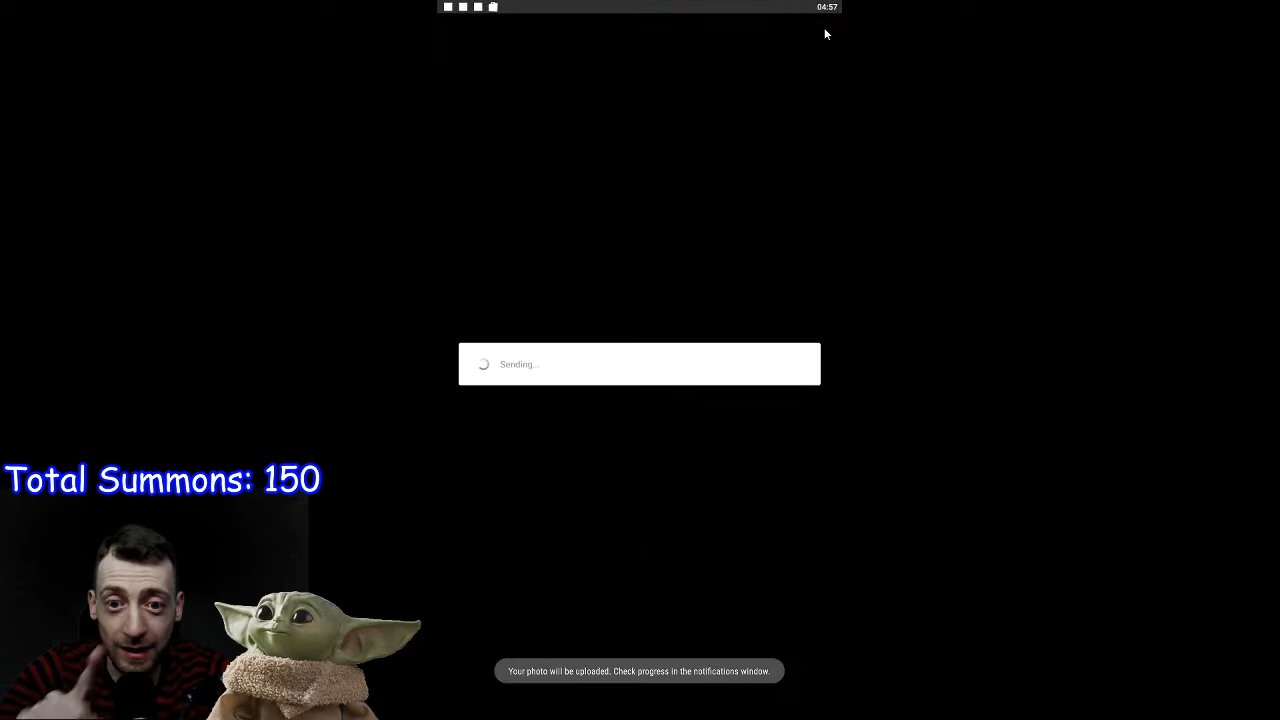 04:57
Sending...
Total Summons: 150
Your photo will be uploaded. Check progress in the notifications window.